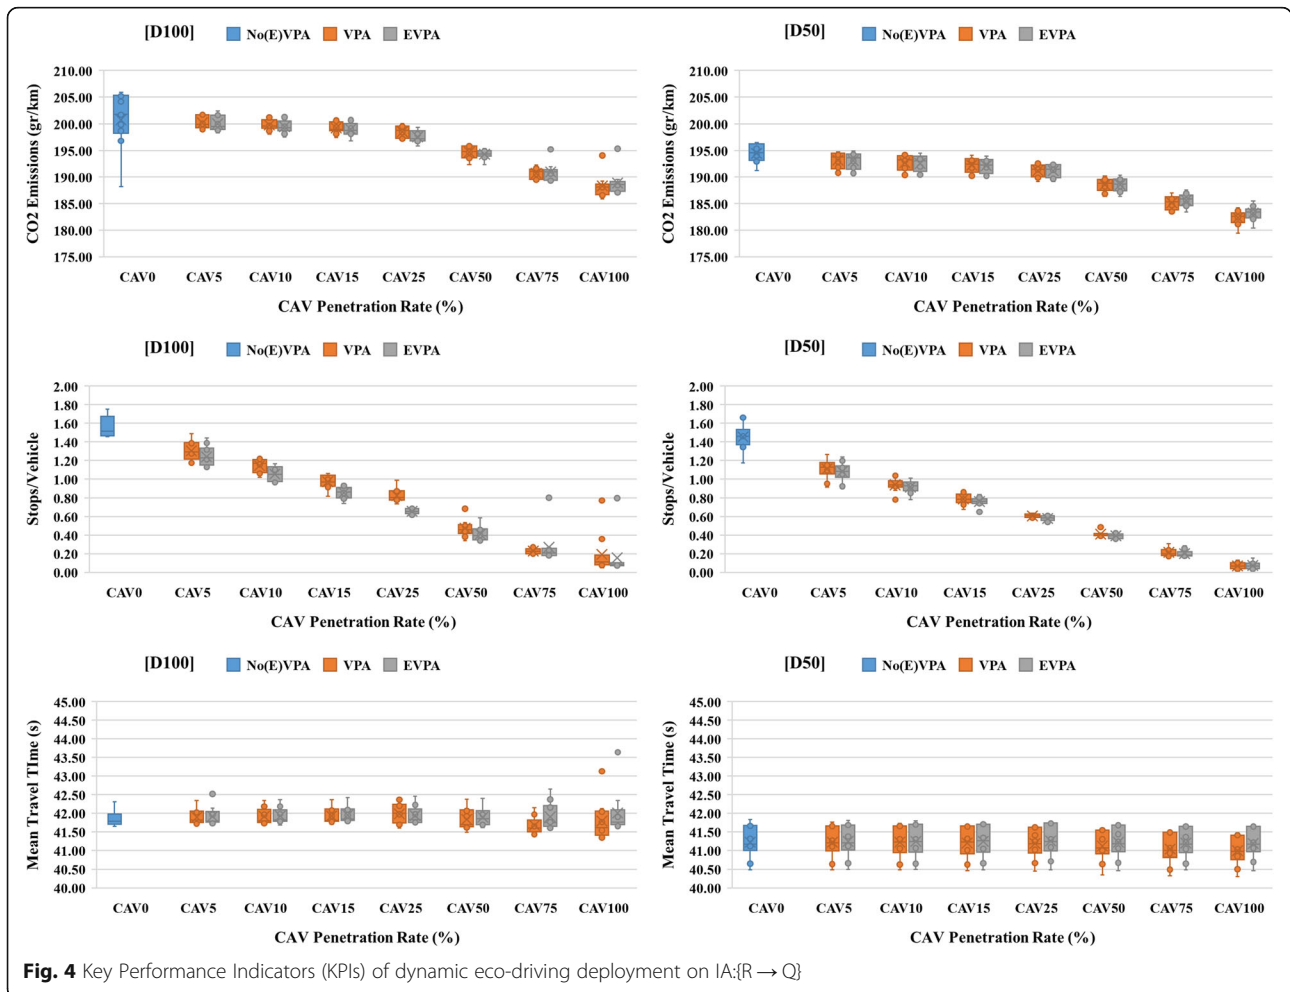 [D100]
No(E)VPA VPA EVPA
210.00
205.00
200.00
195.00
190.00
185.00
180.00
175.00
CO2 Emissions (gr/km)
CAV0 CAV5 CAV10 CAV15 CAV25 CAV50 CAV75 CAV100
CAV Penetration Rate (%)
[D50]
No(E)VPA VPA EVPA
210.00
205.00
200.00
195.00
190.00
185.00
180.00
175.00
CO2 Emissions (gr/km)
CAV0 CAV5 CAV10 CAV15 CAV25 CAV50 CAV75 CAV100
CAV Penetration Rate (%)
[D100]
No(E)VPA VPA EVPA
2.00
1.80
1.60
1.40
1.20
1.00
0.80
0.60
0.40
0.20
0.00
Stops/Vehicle
CAV0 CAV5 CAV10 CAV15 CAV25 CAV50 CAV75 CAV100
CAV Penetration Rate (%)
[D50]
No(E)VPA VPA EVPA
2.00
1.80
1.60
1.40
1.20
1.00
0.80
0.60
0.40
0.20
0.00
Stops/Vehicle
CAV0 CAV5 CAV10 CAV15 CAV25 CAV50 CAV75 CAV100
CAV Penetration Rate (%)
[D100]
No(E)VPA VPA EVPA
45.00
44.50
44.00
43.50
43.00
42.50
42.00
41.50
41.00
40.50
40.00
Mean Travel TIme (s)
CAV0 CAV5 CAV10 CAV15 CAV25 CAV50 CAV75 CAV100
CAV Penetration Rate (%)
[D50]
No(E)VPA VPA EVPA
45.00
44.50
44.00
43.50
43.00
42.50
42.00
41.50
41.00
40.50
40.00
Mean Travel Time (s)
CAV0 CAV5 CAV10 CAV15 CAV25 CAV50 CAV75 CAV100
CAV Penetration Rate (%)
Fig. 4 Key Performance Indicators (KPIs) of dynamic eco-driving deployment on IA:{R → Q}